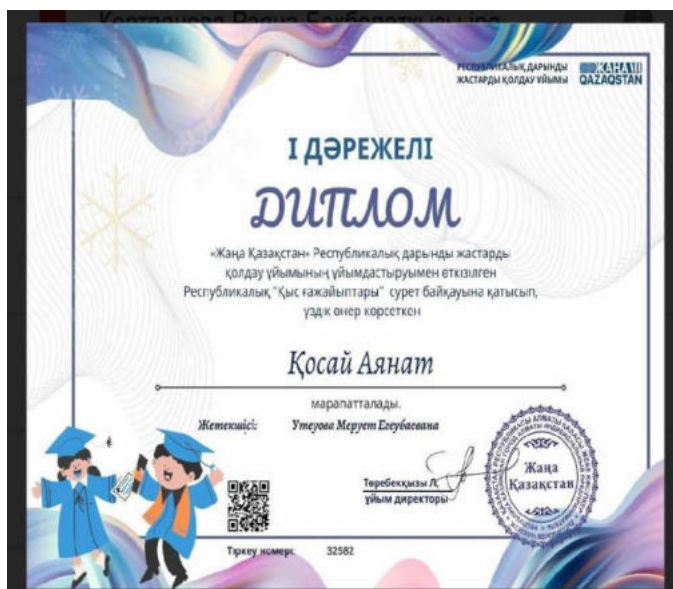 РЕСПУБЛИКАЛЫҚ ДАРЫНДЫ
ЖАСТАРДЫ ҚОЛДАУ ҰЙЫМЫ
ЖАҢА
QAZAQSTAN
І ДӘРЕЖЕЛІ
ДИПЛОМ
«Жаңа Қазақстан» Республикалық дарынды жастарды
қолдау ұйымының ұйымдастыруымен өткізілген
Республикалық "Қыс ғажайыптары" сурет байқауына қатысып,
үздік өнер көрсеткен
Қосай Аянат
марапатталады.
Жетекшісі: Утеуова Мерует Егеубаевана
Төребекқызы Л.
ұйым директоры
Жаңа
Қазақстан
Тіркеу номері: 32582